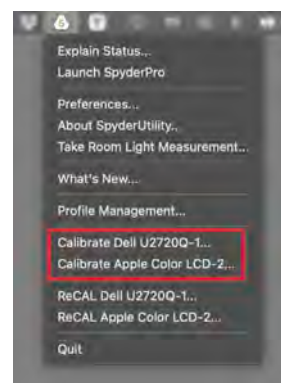 Explain Status...
Launch SpyderPro
Preferences...
About SpyderUtility..
Take Room Light Measurement...
What's New...
Profile Management...
Calibrate Dell U2720Q-1...
Calibrate Apple Color LCD-2...
ReCAL Dell U2720Q-1...
ReCAL Apple Color LCD-2...
Quit